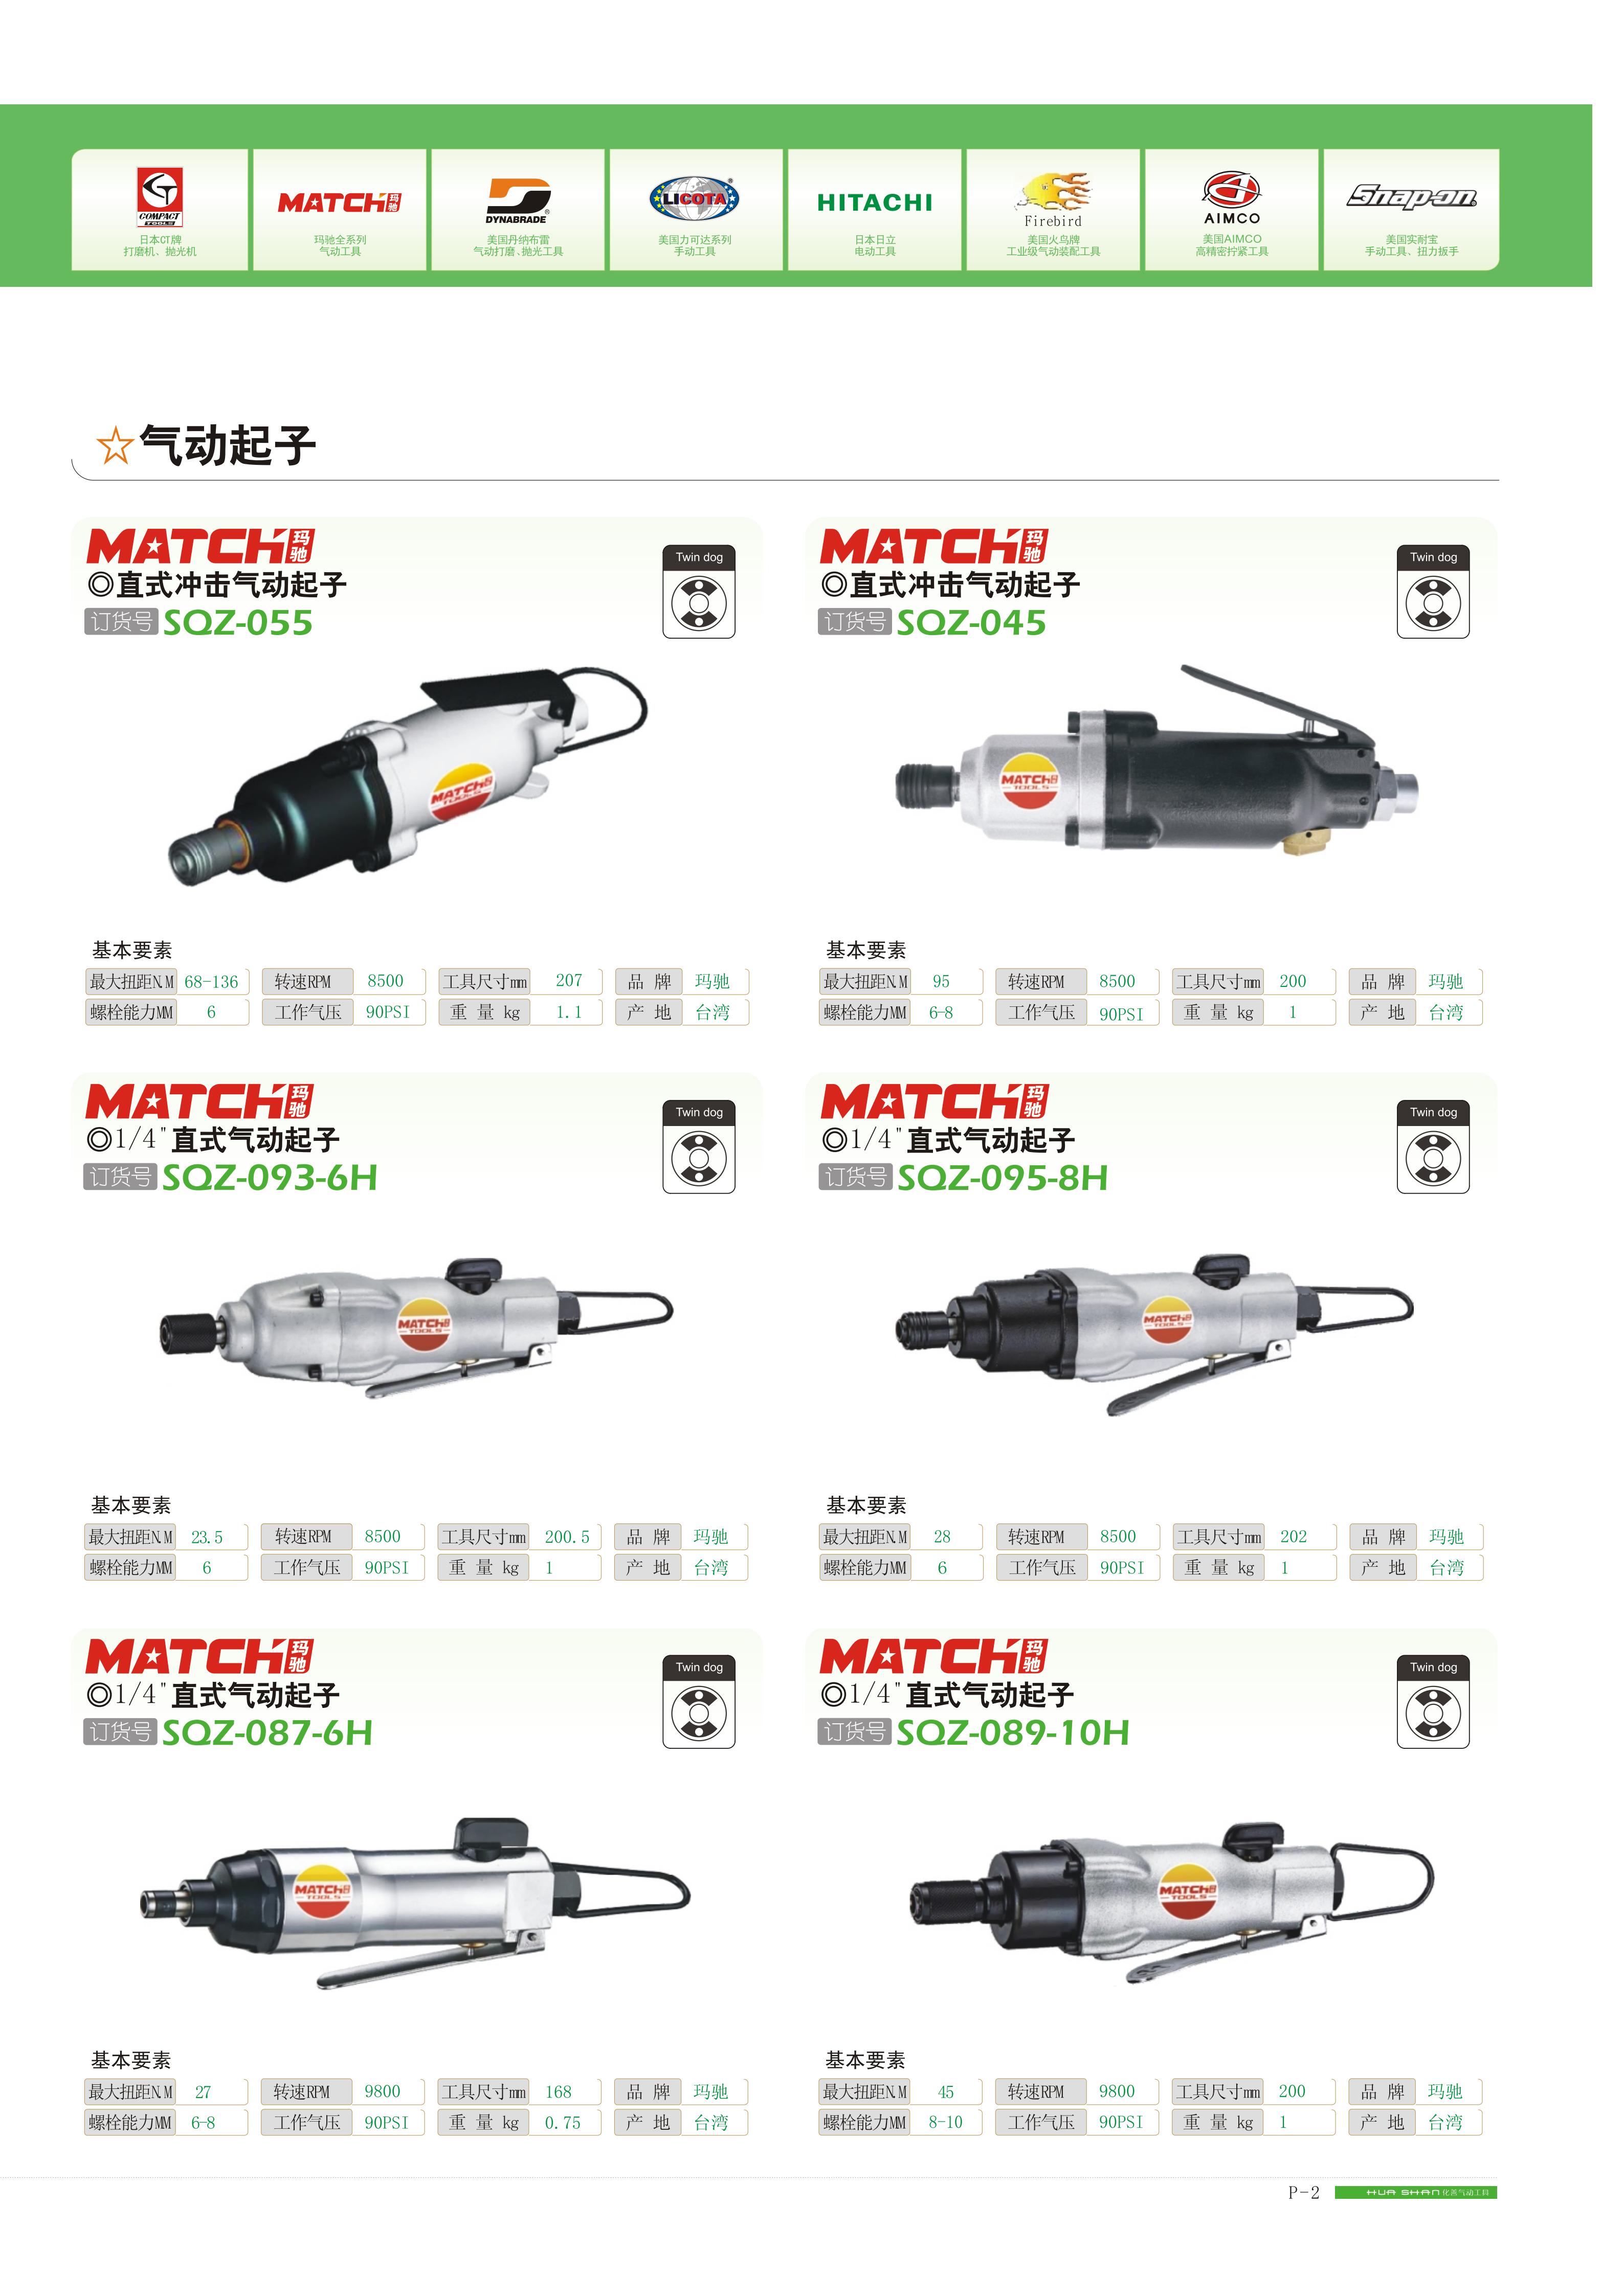 COMPACT
TOOLS
日本CT牌
打磨机、抛光机
MATCH玛驰
玛驰全系列
气动工具
DYNABRADE®
美国丹纳布雷
气动打磨、抛光工具
LICOTA®
美国力可达系列
手动工具
HITACHI
日本日立
电动工具
Firebird
美国火鸟牌
工业级气动装配工具
AIMCO
美国AIMCO
高精密拧紧工具
Snap-on
美国实耐宝
手动工具、扭力扳手
☆气动起子
MATCH玛驰
◎直式冲击气动起子
订货号 SQZ-055
Twin dog
MATCH
TOOLS
基本要素
最大扭距N.M 68-136 转速RPM 8500 工具尺寸mm 207 品 牌 玛驰
螺栓能力MM 6 工作气压 90PSI 重 量 kg 1.1 产 地 台湾
MATCH玛驰
◎直式冲击气动起子
订货号 SQZ-045
Twin dog
MATCH
TOOLS
基本要素
最大扭距N.M 95 转速RPM 8500 工具尺寸mm 200 品 牌 玛驰
螺栓能力MM 6-8 工作气压 90PSI 重 量 kg 1 产 地 台湾
MATCH玛驰
◎1/4"直式气动起子
订货号 SQZ-093-6H
Twin dog
MATCH
TOOLS
基本要素
最大扭距N.M 23.5 转速RPM 8500 工具尺寸mm 200.5 品 牌 玛驰
螺栓能力MM 6 工作气压 90PSI 重 量 kg 1 产 地 台湾
MATCH玛驰
◎1/4"直式气动起子
订货号 SQZ-095-8H
Twin dog
MATCH
TOOLS
基本要素
最大扭距N.M 28 转速RPM 8500 工具尺寸mm 202 品 牌 玛驰
螺栓能力MM 6 工作气压 90PSI 重 量 kg 1 产 地 台湾
MATCH玛驰
◎1/4"直式气动起子
订货号 SQZ-087-6H
Twin dog
MATCH
TOOLS
基本要素
最大扭距N.M 27 转速RPM 9800 工具尺寸mm 168 品 牌 玛驰
螺栓能力MM 6-8 工作气压 90PSI 重 量 kg 0.75 产 地 台湾
MATCH玛驰
◎1/4"直式气动起子
订货号 SQZ-089-10H
Twin dog
MATCH
TOOLS
基本要素
最大扭距N.M 45 转速RPM 9800 工具尺寸mm 200 品 牌 玛驰
螺栓能力MM 8-10 工作气压 90PSI 重 量 kg 1 产 地 台湾
P-2 HUA SHAN 化善气动工具